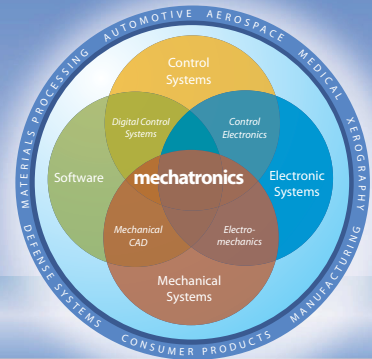 MATERIALS PROCESSING AUTOMOTIVE AEROSPACE MEDICAL XEROGRAPHY
Control
Systems
Digital Control
Systems
Control
Electronics
Software
mechatronics
Electronic
Systems
Mechanical
CAD
Electro-
mechanics
Mechanical
Systems
DEFENSE SYSTEMS CONSUMER PRODUCTS MANUFACTURING